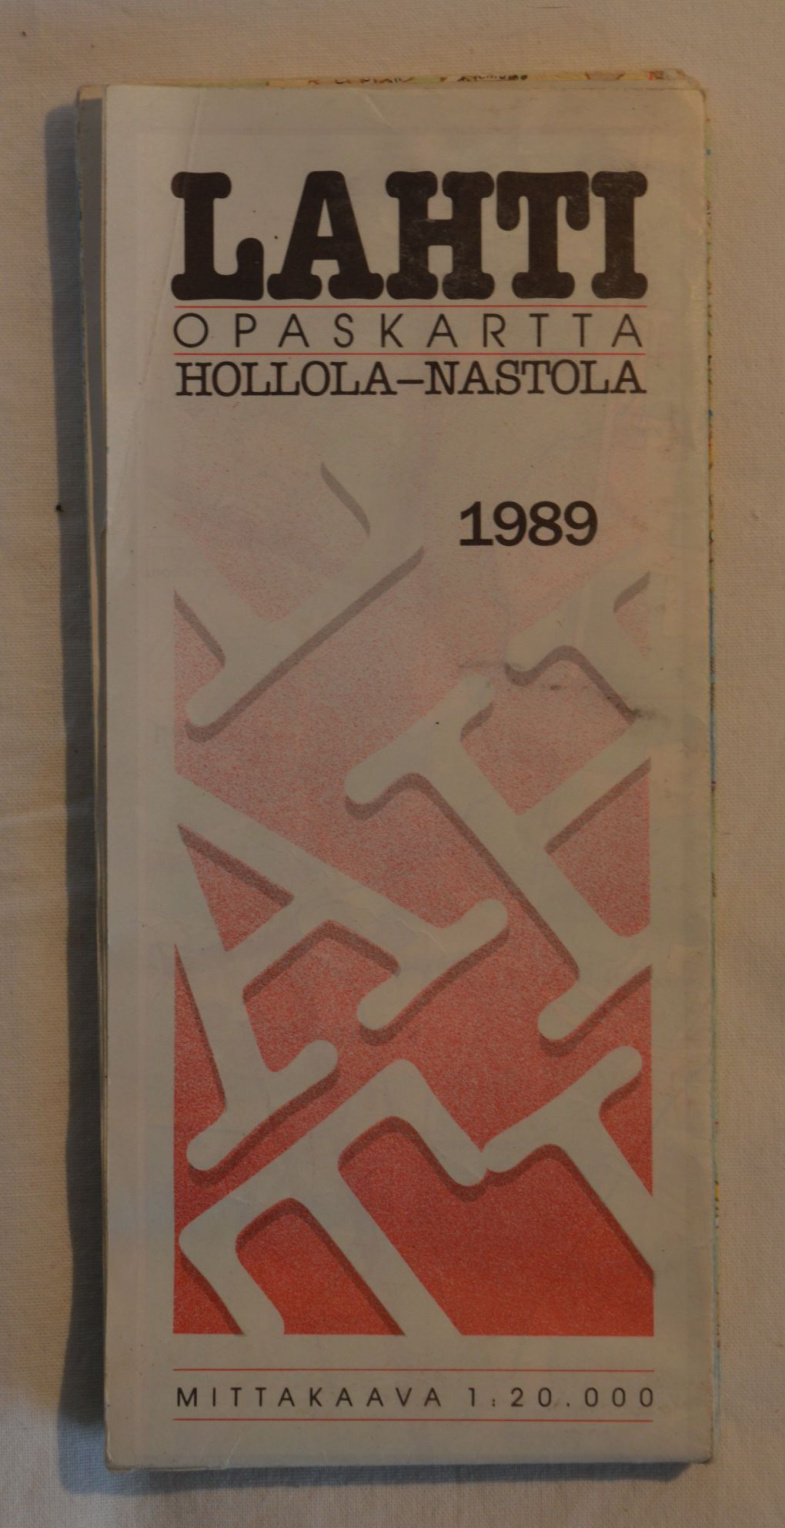 LAHTI
OPASKARTTA
HOLLOLA–NASTOLA
1989
MITTAKAAVA 1:20.000